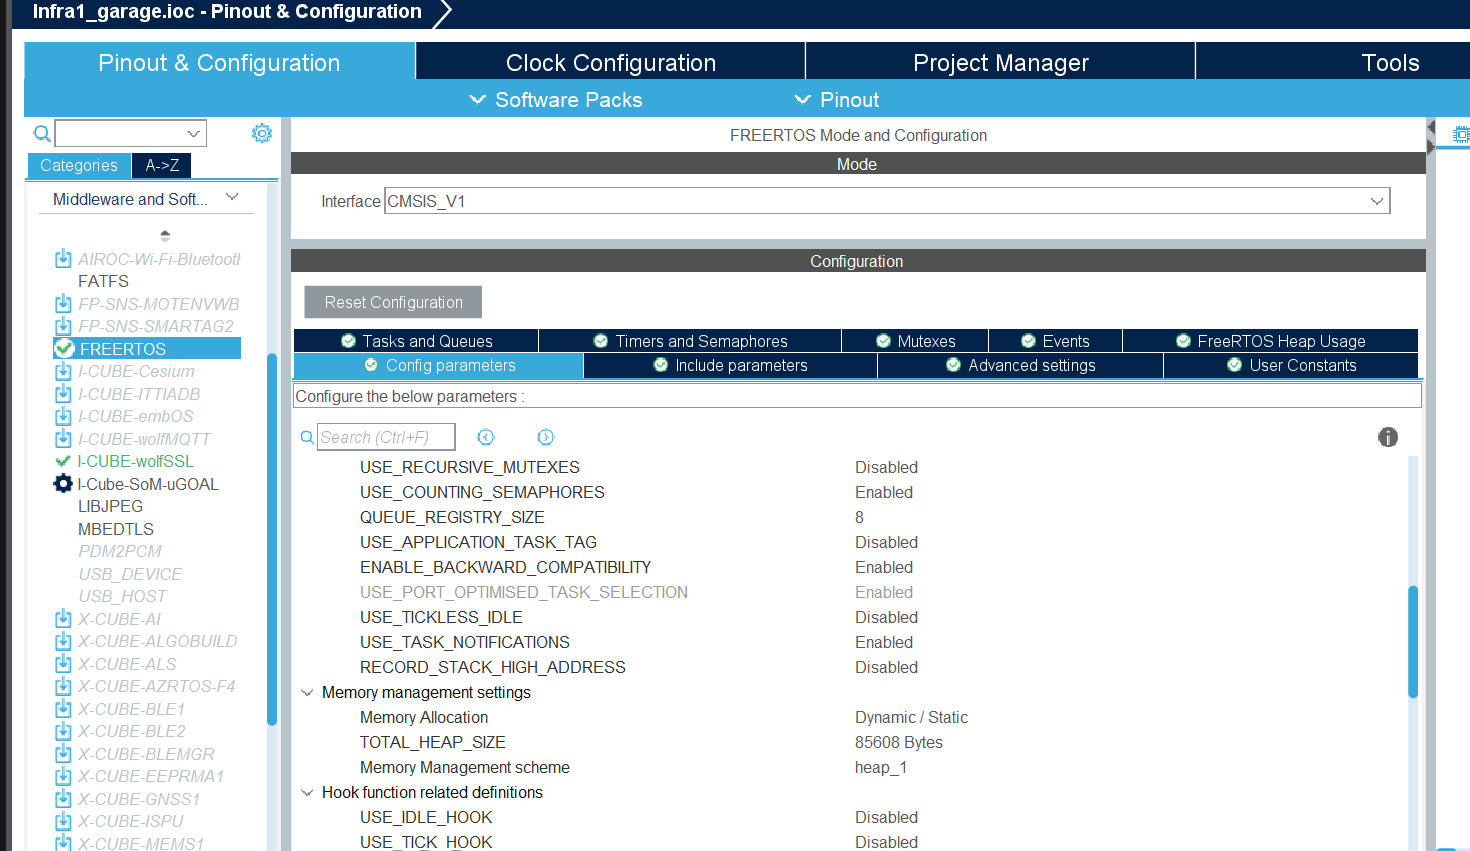 Infra1_garage.ioc - Pinout & Configuration
Pinout & Configuration
Clock Configuration
Project Manager
Tools
Software Packs
Pinout
Categories
A->Z
Middleware and Soft...
AIROC-Wi-Fi-Bluetooth
FATFS
FP-SNS-MOTENVWB
FP-SNS-SMARTAG2
FREERTOS
I-CUBE-Cesium
I-CUBE-ITTIADB
I-CUBE-embOS
I-CUBE-wolfMQTT
I-CUBE-wolfSSL
I-Cube-SoM-uGOAL
LIBJPEG
MBEDTLS
PDM2PCM
USB_DEVICE
USB_HOST
X-CUBE-AI
X-CUBE-ALGOBUILD
X-CUBE-ALS
X-CUBE-AZRTOS-F4
X-CUBE-BLE1
X-CUBE-BLE2
X-CUBE-BLEMGR
X-CUBE-EEPRMA1
X-CUBE-GNSS1
X-CUBE-ISPU
X-CUBE-MEMS1
FREERTOS Mode and Configuration
Mode
Interface CMSIS_V1
Configuration
Reset Configuration
Tasks and Queues
Timers and Semaphores
Mutexes
Events
FreeRTOS Heap Usage
Config parameters
Include parameters
Advanced settings
User Constants
Configure the below parameters :
Search (Ctrl+F)
USE_RECURSIVE_MUTEXES Disabled
USE_COUNTING_SEMAPHORES Enabled
QUEUE_REGISTRY_SIZE 8
USE_APPLICATION_TASK_TAG Disabled
ENABLE_BACKWARD_COMPATIBILITY Enabled
USE_PORT_OPTIMISED_TASK_SELECTION Enabled
USE_TICKLESS_IDLE Disabled
USE_TASK_NOTIFICATIONS Enabled
RECORD_STACK_HIGH_ADDRESS Disabled
Memory management settings
Memory Allocation Dynamic / Static
TOTAL_HEAP_SIZE 85608 Bytes
Memory Management scheme heap_1
Hook function related definitions
USE_IDLE_HOOK Disabled
USE_TICK_HOOK Disabled